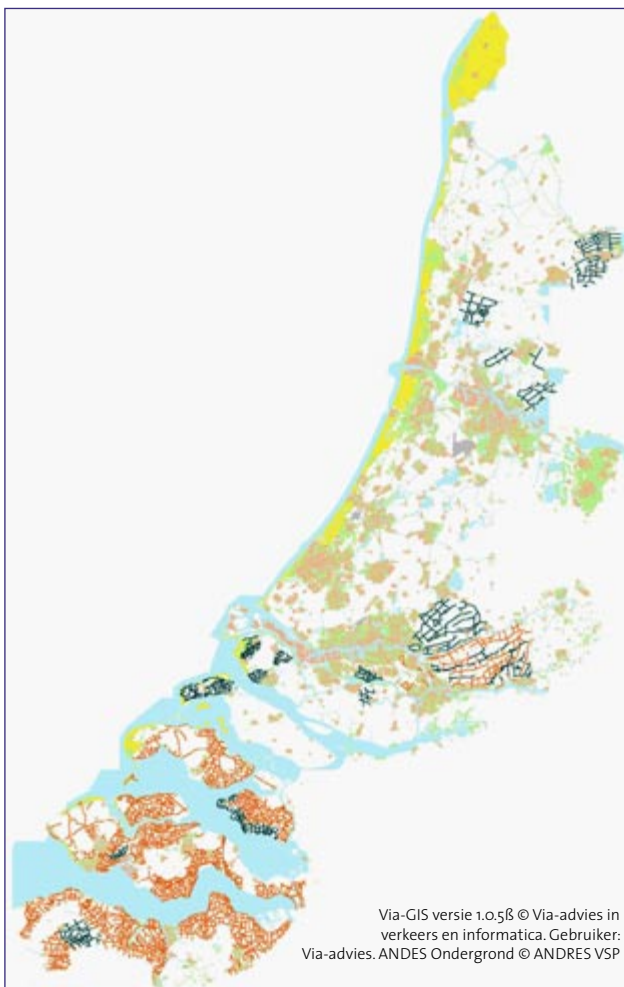 Via-GIS versie 1.0.5ß © Via-advies in
verkeers en informatica. Gebruiker:
Via-advies. ANDES Ondergrond © ANDRES VSP